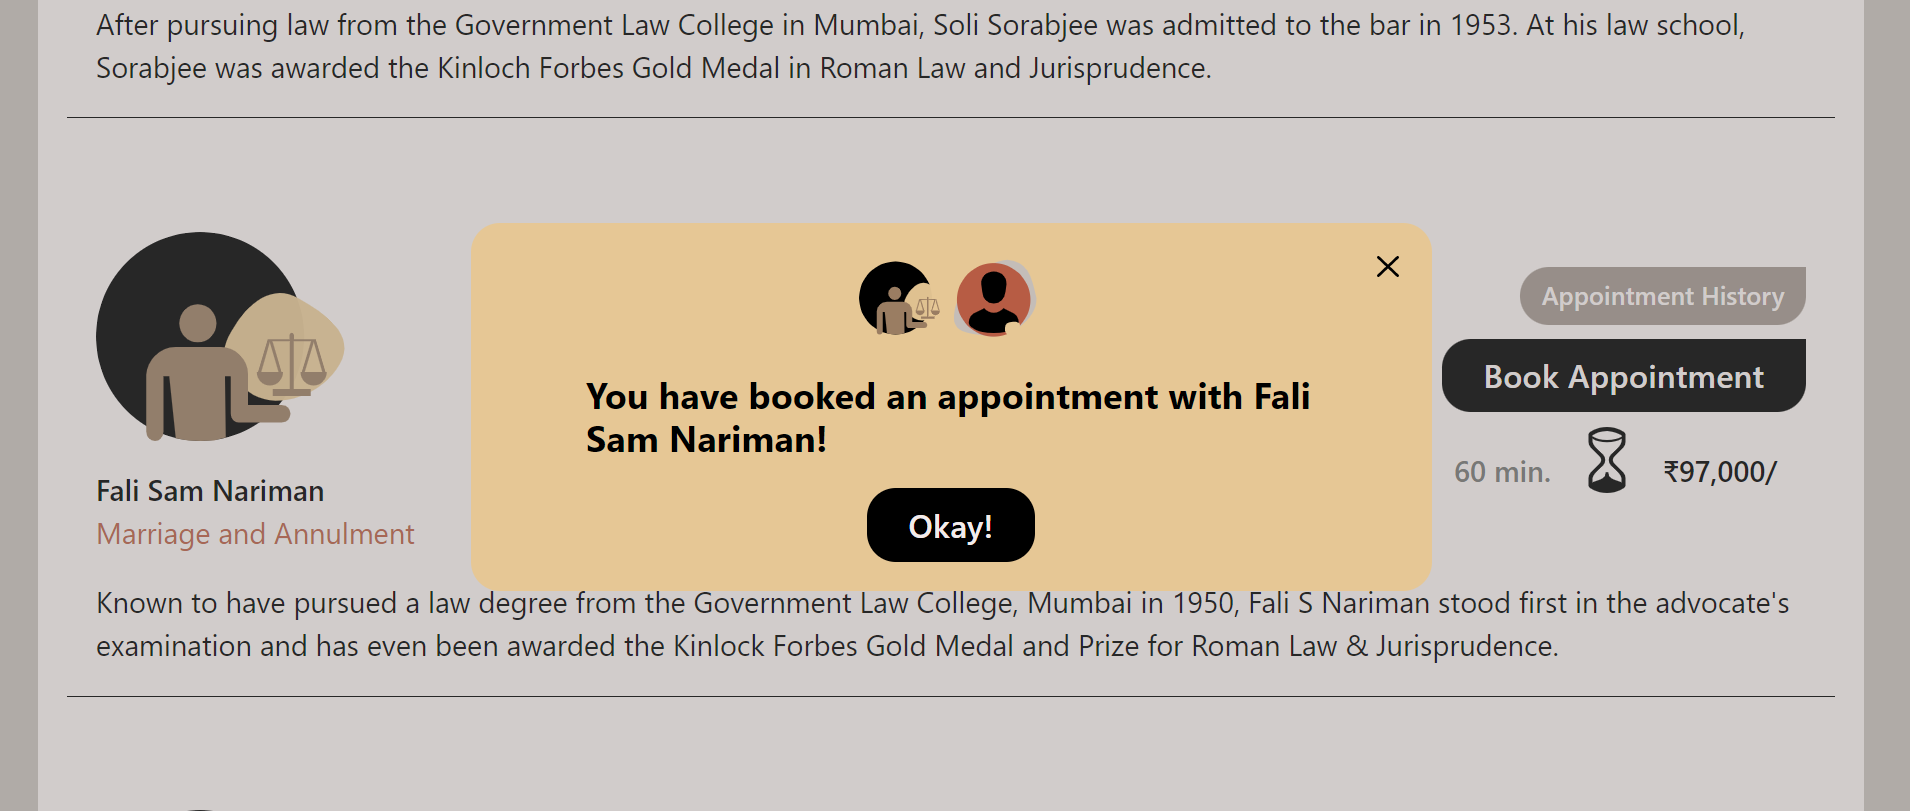 After pursuing law from the Government Law College in Mumbai, Soli Sorabjee was admitted to the bar in 1953. At his law school,
Sorabjee was awarded the Kinloch Forbes Gold Medal in Roman Law and Jurisprudence.
You have booked an appointment with Fali
Sam Nariman!
Okay!
Appointment History
Book Appointment
60 min.
₹97,000/
Fali Sam Nariman
Marriage and Annulment
Known to have pursued a law degree from the Government Law College, Mumbai in 1950, Fali S Nariman stood first in the advocate's
examination and has even been awarded the Kinlock Forbes Gold Medal and Prize for Roman Law & Jurisprudence.